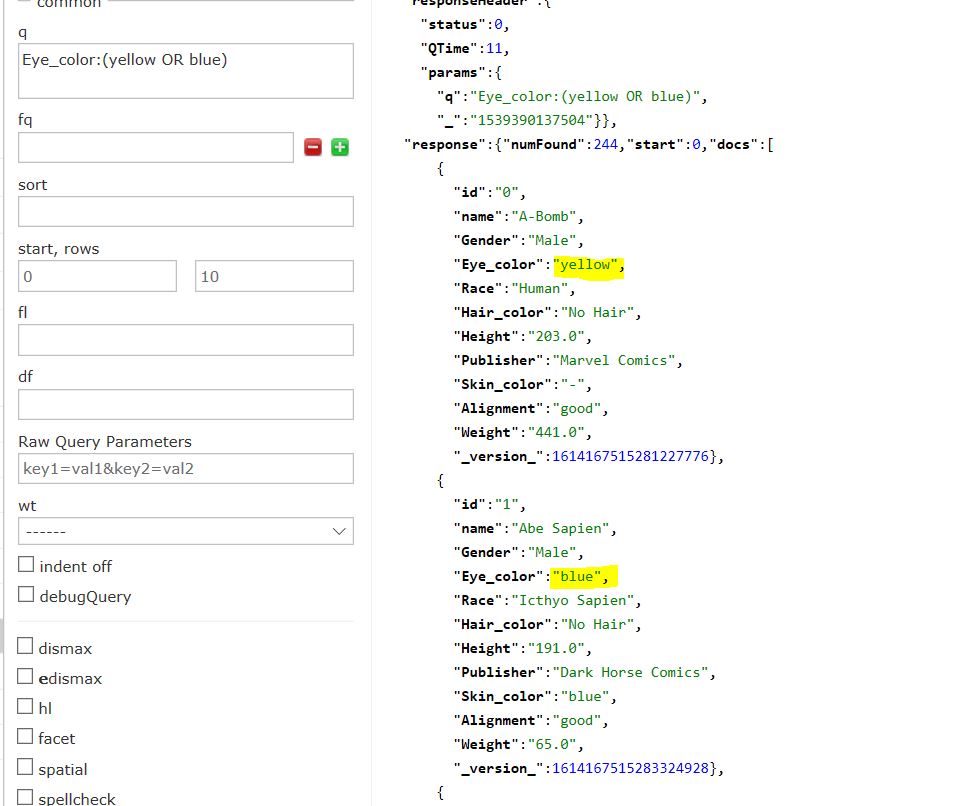 common
q
Eye_color:(yellow OR blue)
fq
sort
start, rows
0
10
fl
df
Raw Query Parameters
key1=val1&key2=val2
wt
------
indent off
debugQuery
dismax
edismax
hl
facet
spatial
spellcheck
"responseHeader":{
"status":0,
"QTime":11,
"params":{
"q":"Eye_color:(yellow OR blue)",
"_":"1539390137504"}},
"response":{"numFound":244,"start":0,"docs":[
{
"id":"0",
"name":"A-Bomb",
"Gender":"Male",
"Eye_color":"yellow",
"Race":"Human",
"Hair_color":"No Hair",
"Height":"203.0",
"Publisher":"Marvel Comics",
"Skin_color":"-",
"Alignment":"good",
"Weight":"441.0",
"_version_":1614167515281227776},
{
"id":"1",
"name":"Abe Sapien",
"Gender":"Male",
"Eye_color":"blue",
"Race":"Icthyo Sapien",
"Hair_color":"No Hair",
"Height":"191.0",
"Publisher":"Dark Horse Comics",
"Skin_color":"blue",
"Alignment":"good",
"Weight":"65.0",
"_version_":1614167515283324928},
{